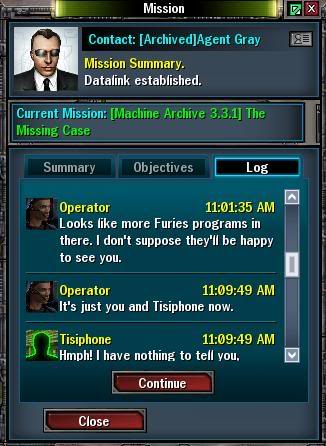 Mission
Contact: [Archived]Agent Gray
Mission Summary.
Datalink established.
Current Mission: [Machine Archive 3.3.1] The
Missing Case
Summary
Objectives
Log
Operator 11:01:35 AM
Looks like more Furies programs in
there. I don't suppose they'll be happy
to see you.
Operator 11:09:49 AM
It's just you and Tisiphone now.
Tisiphone 11:09:49 AM
Hmph! I have nothing to tell you,
Continue
Close